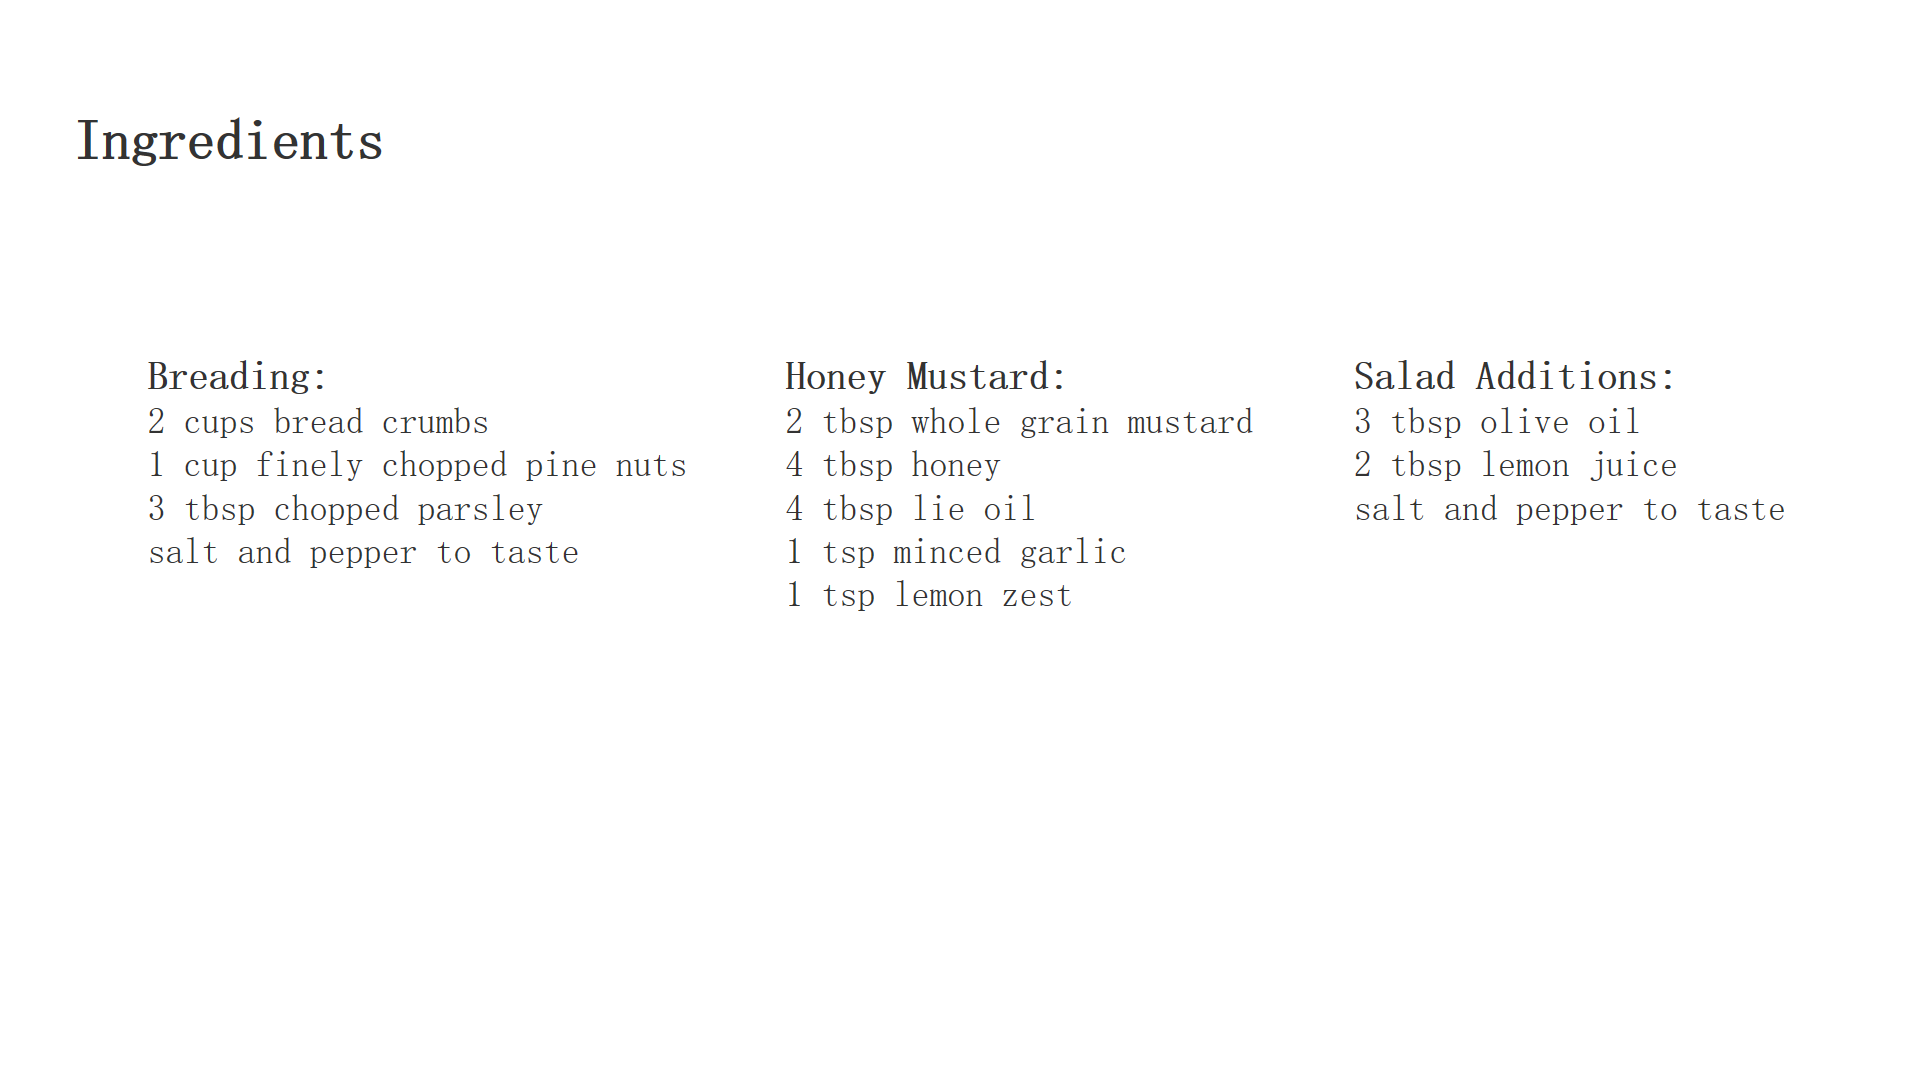 Ingredients
Breading:
2 cups bread crumbs
1 cup finely chopped pine nuts
3 tbsp chopped parsley
salt and pepper to taste
Honey Mustard:
2 tbsp whole grain mustard
4 tbsp honey
4 tbsp lie oil
1 tsp minced garlic
1 tsp lemon zest
Salad Additions:
3 tbsp olive oil
2 tbsp lemon juice
salt and pepper to taste